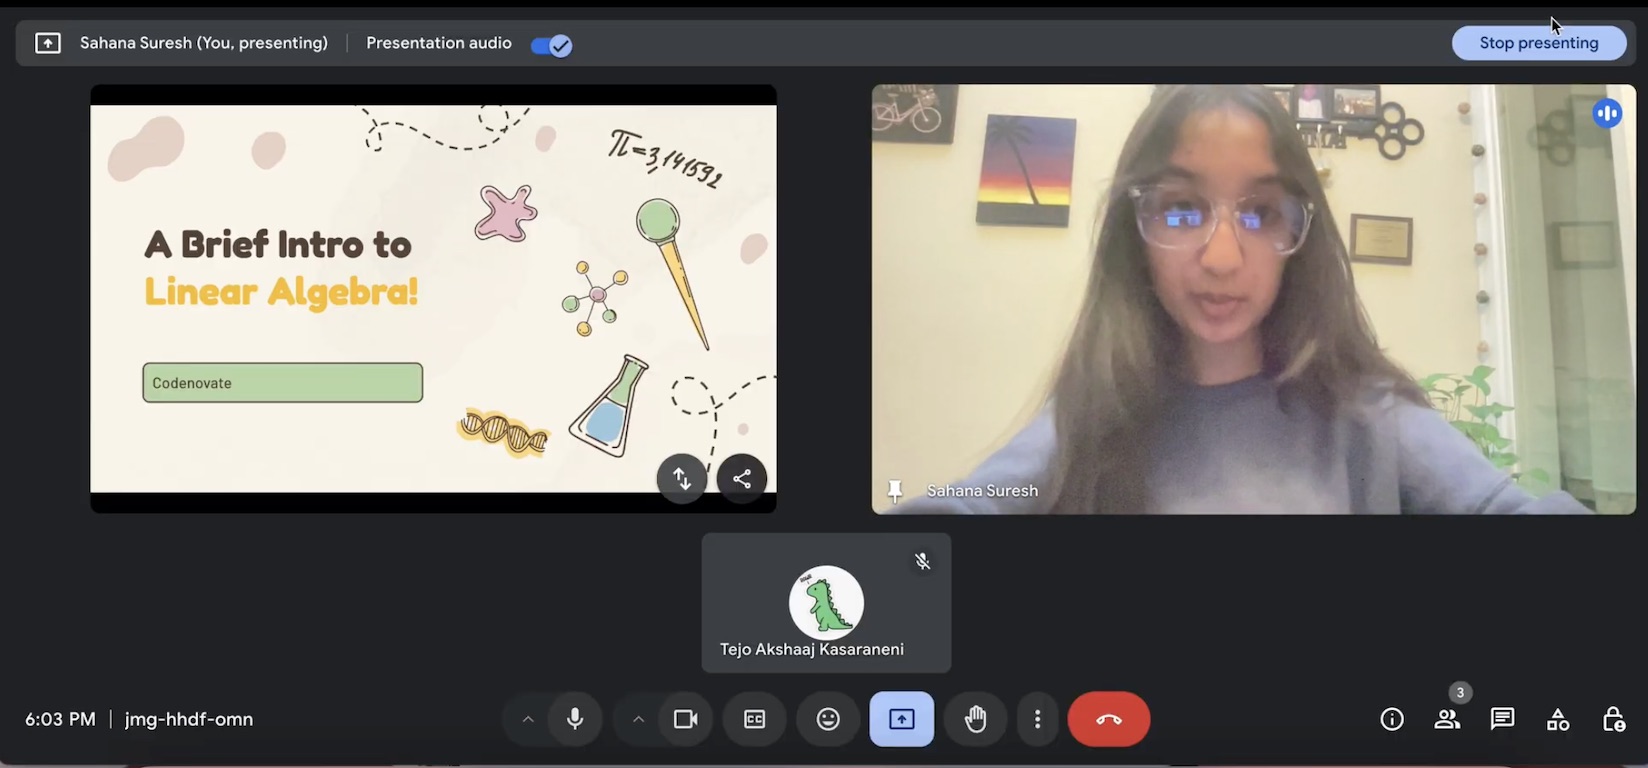 Sahana Suresh (You, presenting)
Presentation audio
Stop presenting
π=3,141592
A Brief Intro to
Linear Algebra!
Codenovate
Sahana Suresh
Tejo Akshaaj Kasaraneni
6:03 PM | jmg-hhdf-omn
CC
3